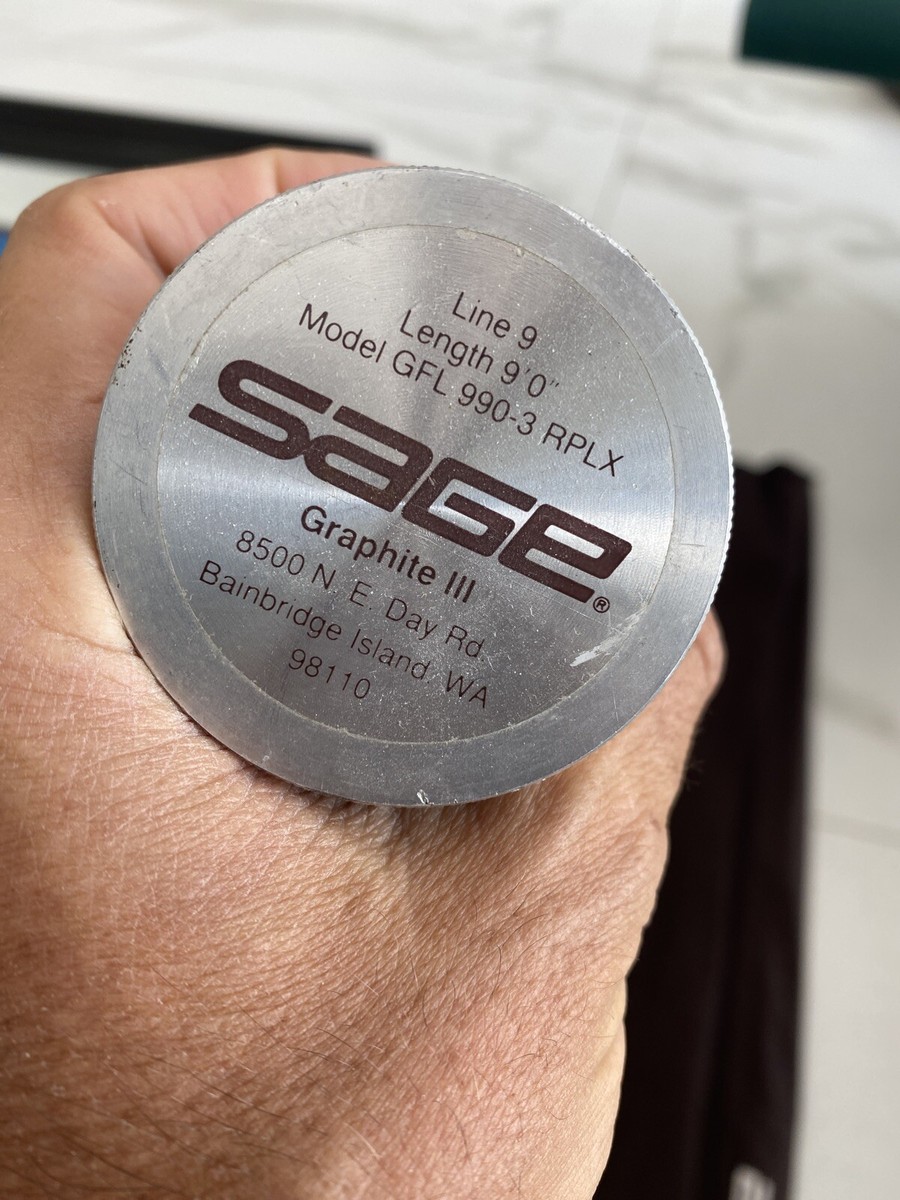 Line 9
Length 9'0"
Model GFL 990-3 RPLX
SAGE®
Graphite III
8500 N. E. Day Rd.
Bainbridge Island, WA
98110